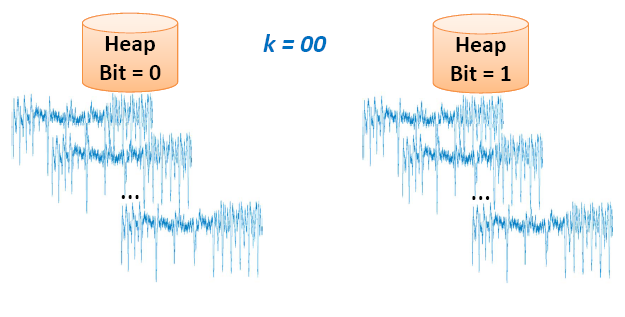 Heap
Bit = 0
k = 00
Heap
Bit = 1
...
...